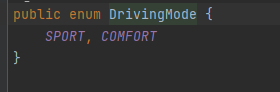 public enum DrivingMode {
    SPORT, COMFORT
}